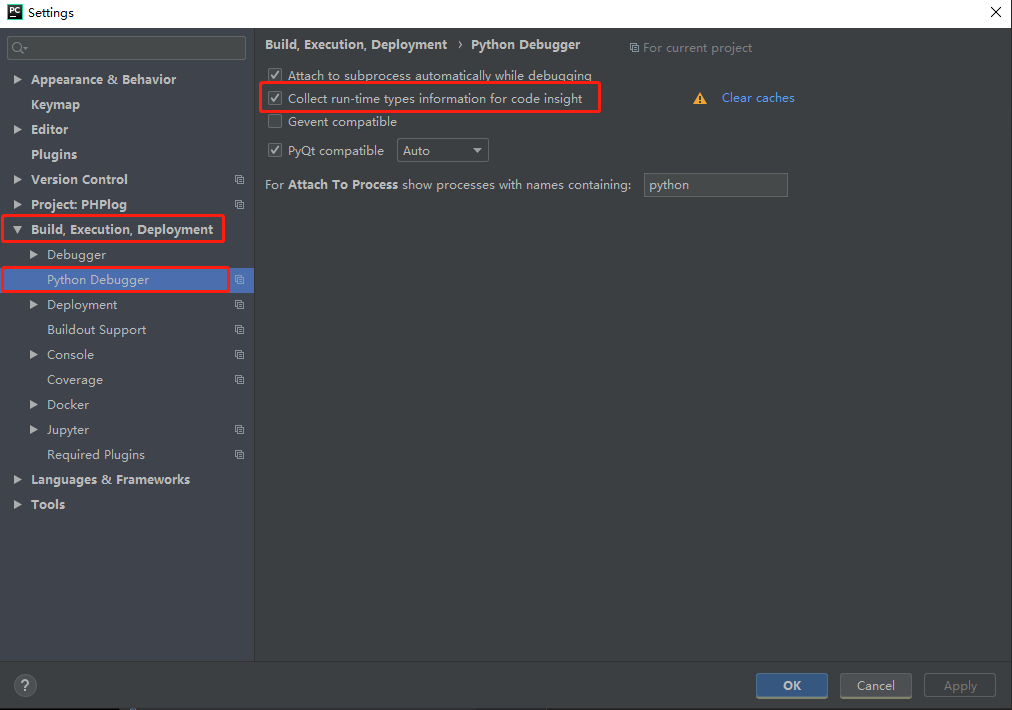 PC Settings
Build, Execution, Deployment › Python Debugger For current project
Appearance & Behavior
Keymap
Editor
Plugins
Version Control
Project: PHPlog
Build, Execution, Deployment
Debugger
Python Debugger
Deployment
Buildout Support
Console
Coverage
Docker
Jupyter
Required Plugins
Languages & Frameworks
Tools
Attach to subprocess automatically while debugging
Collect run-time types information for code insight Clear caches
Gevent compatible
PyQt compatible Auto
For Attach To Process show processes with names containing: python
? OK Cancel Apply